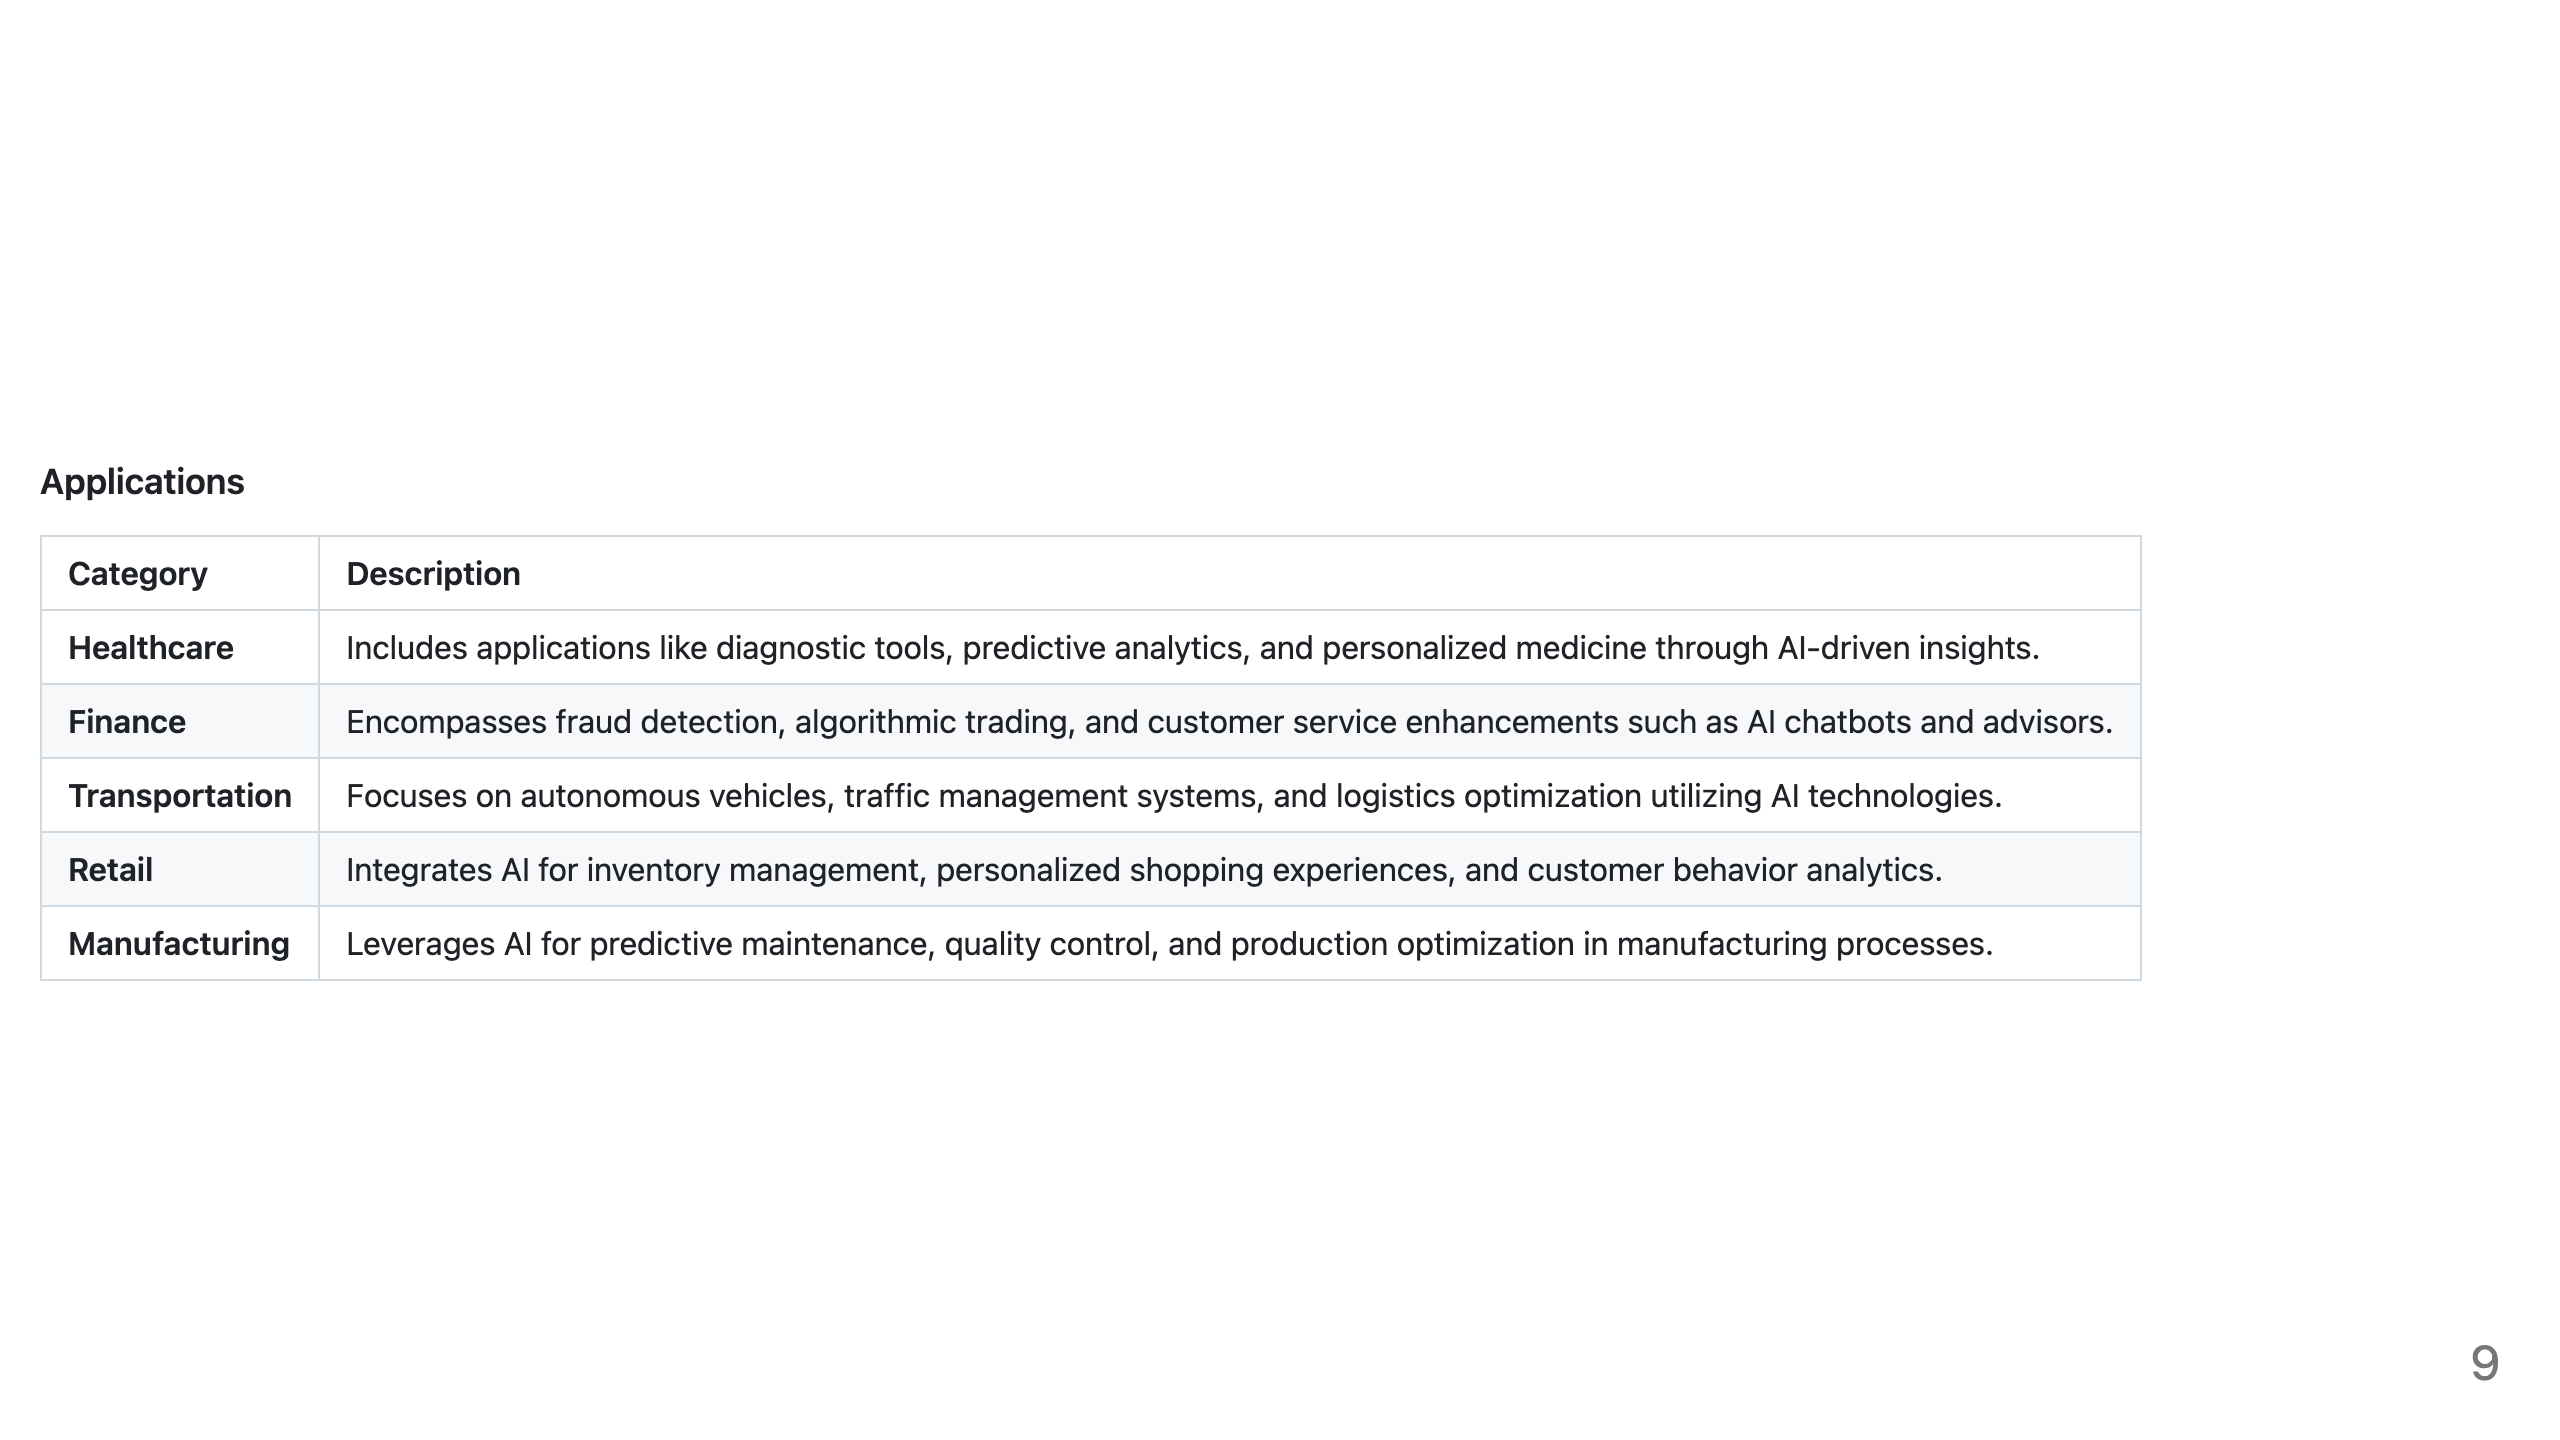 Applications
Category Description
Healthcare Includes applications like diagnostic tools, predictive analytics, and personalized medicine through AI-driven insights.
Finance Encompasses fraud detection, algorithmic trading, and customer service enhancements such as AI chatbots and advisors.
Transportation Focuses on autonomous vehicles, traffic management systems, and logistics optimization utilizing AI technologies.
Retail Integrates AI for inventory management, personalized shopping experiences, and customer behavior analytics.
Manufacturing Leverages AI for predictive maintenance, quality control, and production optimization in manufacturing processes.
9